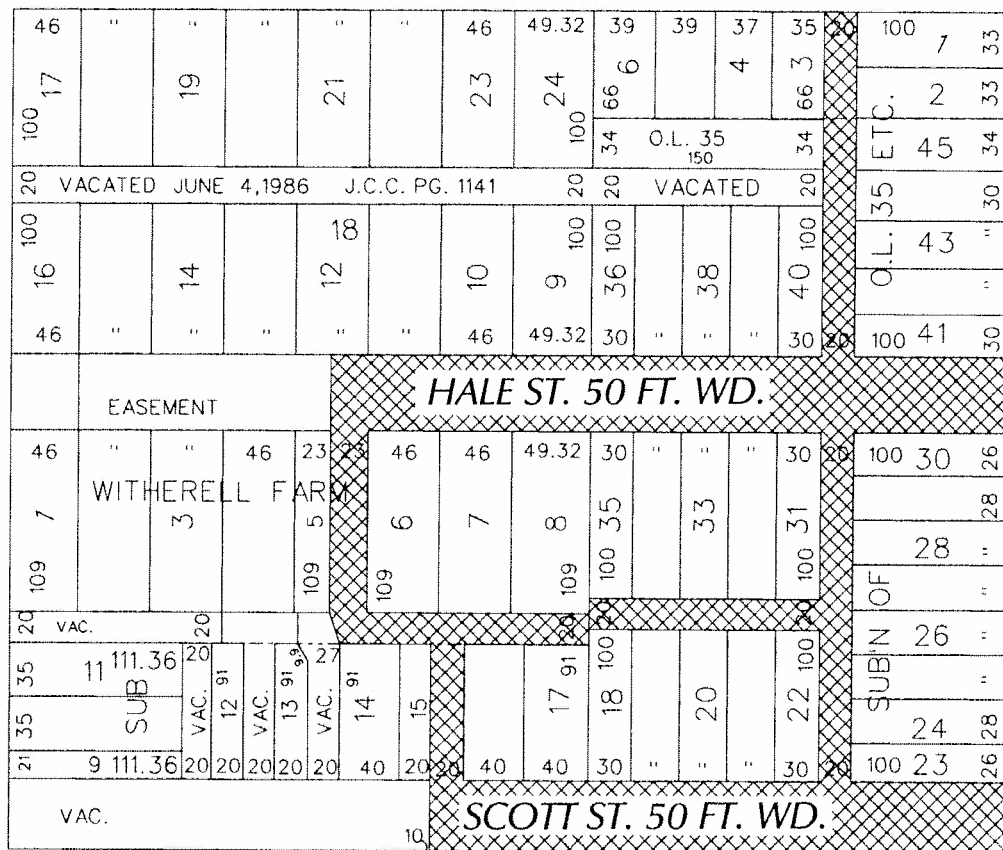 46 " " " " 46 49.32 39 39 37 35 20 100 1 33
17 19 21 23 24 6 4 3 2 33
100 100 66 66 ETC.
34 O.L. 35 34 45 34
150
20 VACATED JUNE 4,1986 J.C.C. PG. 1141 20 20 VACATED 20 35 30
100 18 100 100 100 43 "
16 14 12 10 9 36 38 40 O.L. "
46 " " " " 46 49.32 30 " " " 30 20 100 41 30
HALE ST. 50 FT. WD.
EASEMENT
46 " " 46 23 23 46 46 49.32 30 " " " 30 20 100 30 26
WITHERELL FARM 28
1 3 5 6 7 8 35 33 31 28 "
109 109 109 109 100 100 "
20 VAC. 20 20 20 20 SUB'N OF 26 "
35 11 111.36 20 91 91 9.9 27 91 91 100 100 "
SUB VAC. 12 VAC. 13 VAC. 14 15 17 18 20 22
35 24 28
21 9 111.36 20 20 20 20 20 40 20 20 40 40 30 " " " 30 20 100 23 26
VAC. SCOTT ST. 50 FT. WD.
10